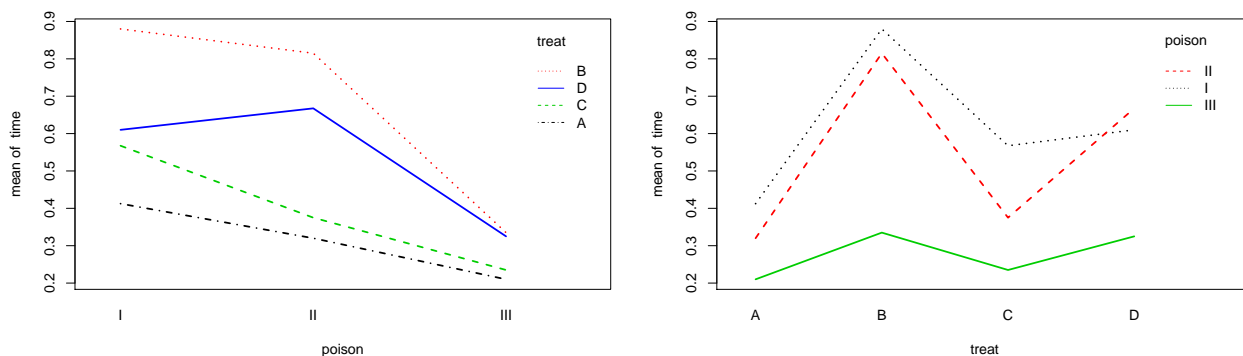 0.9
0.8
0.7
0.6
0.5
0.4
0.3
0.2
mean of time
I II III
poison
treat
B
D
C
A
0.9
0.8
0.7
0.6
0.5
0.4
0.3
0.2
mean of time
A B C D
treat
poison
II
I
III